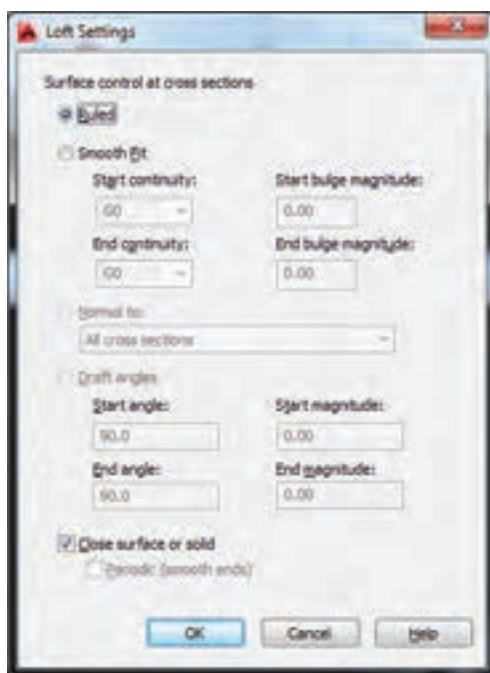 Loft Settings
Surface control at cross sections
Ruled
Smooth Fit
Start continuity: Start bulge magnitude:
G0 0.00
End continuity: End bulge magnitude:
G0 0.00
Normal to:
All cross sections
Draft angles
Start angle: Start magnitude:
90.0 0.00
End angle: End magnitude:
90.0 0.00
Close surface or solid
Periodic (smooth ends)
OK Cancel Help